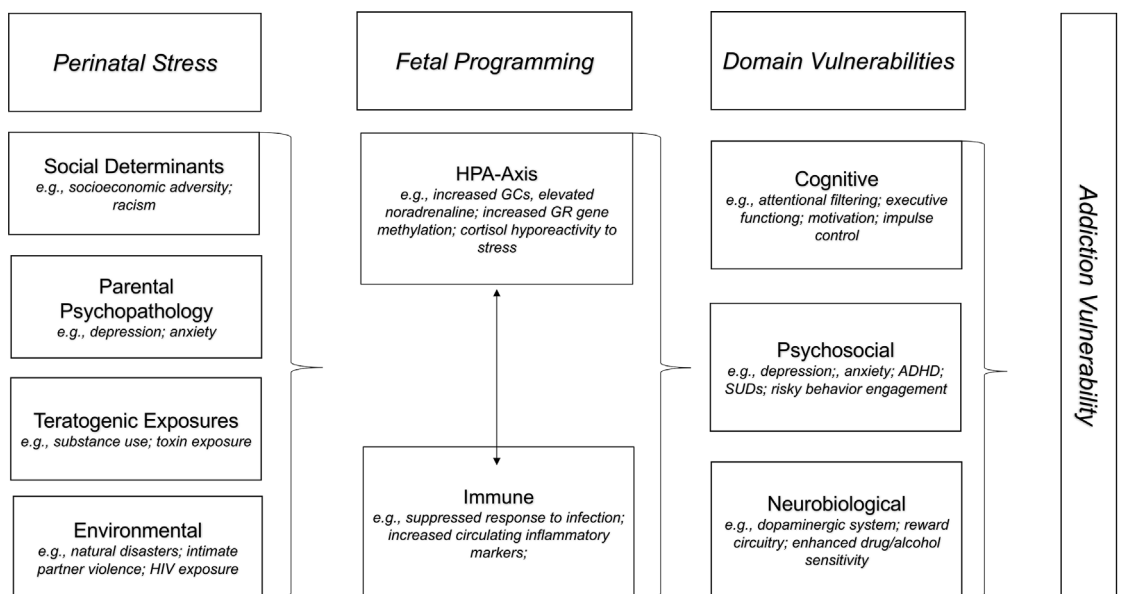 Perinatal Stress
Social Determinants
e.g., socioeconomic adversity;
racism
Parental
Psychopathology
e.g., depression; anxiety
Teratogenic Exposures
e.g., substance use; toxin exposure
Environmental
e.g., natural disasters; intimate
partner violence; HIV exposure
Fetal Programming
HPA-Axis
e.g., increased GCs, elevated
noradrenaline; increased GR gene
methylation; cortisol hyporeactivity to
stress
Immune
e.g., suppressed response to infection;
increased circulating inflammatory
markers;
Domain Vulnerabilities
Cognitive
e.g., attentional filtering; executive
functiong; motivation; impulse
control
Psychosocial
e.g., depression;, anxiety; ADHD;
SUDs; risky behavior engagement
Neurobiological
e.g., dopaminergic system; reward
circuitry; enhanced drug/alcohol
sensitivity
Addiction Vulnerability